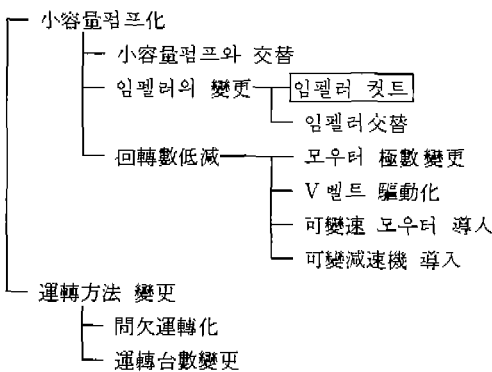 小容量펌프化
小容量펌프와 交替
임펠러의 變更
임펠러 컷트
임펠러交替
回轉數低減
모우터 極數變更
V 벨트 驅動化
可變速 모우터 導入
可變減速機 導入
運轉方法 變更
間欠運轉化
運轉台數變更